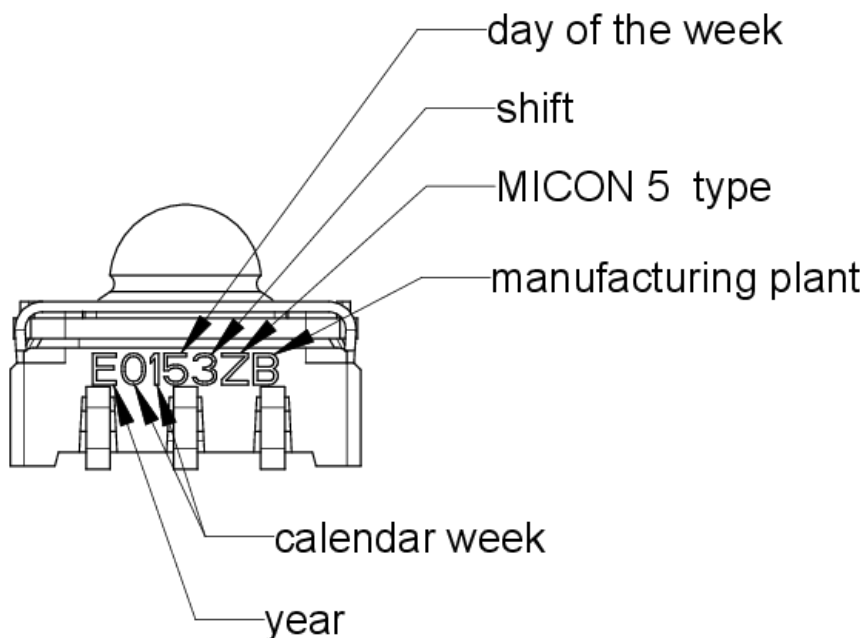 day of the week
shift
MICON 5 type
manufacturing plant
E0153ZB
calendar week
year